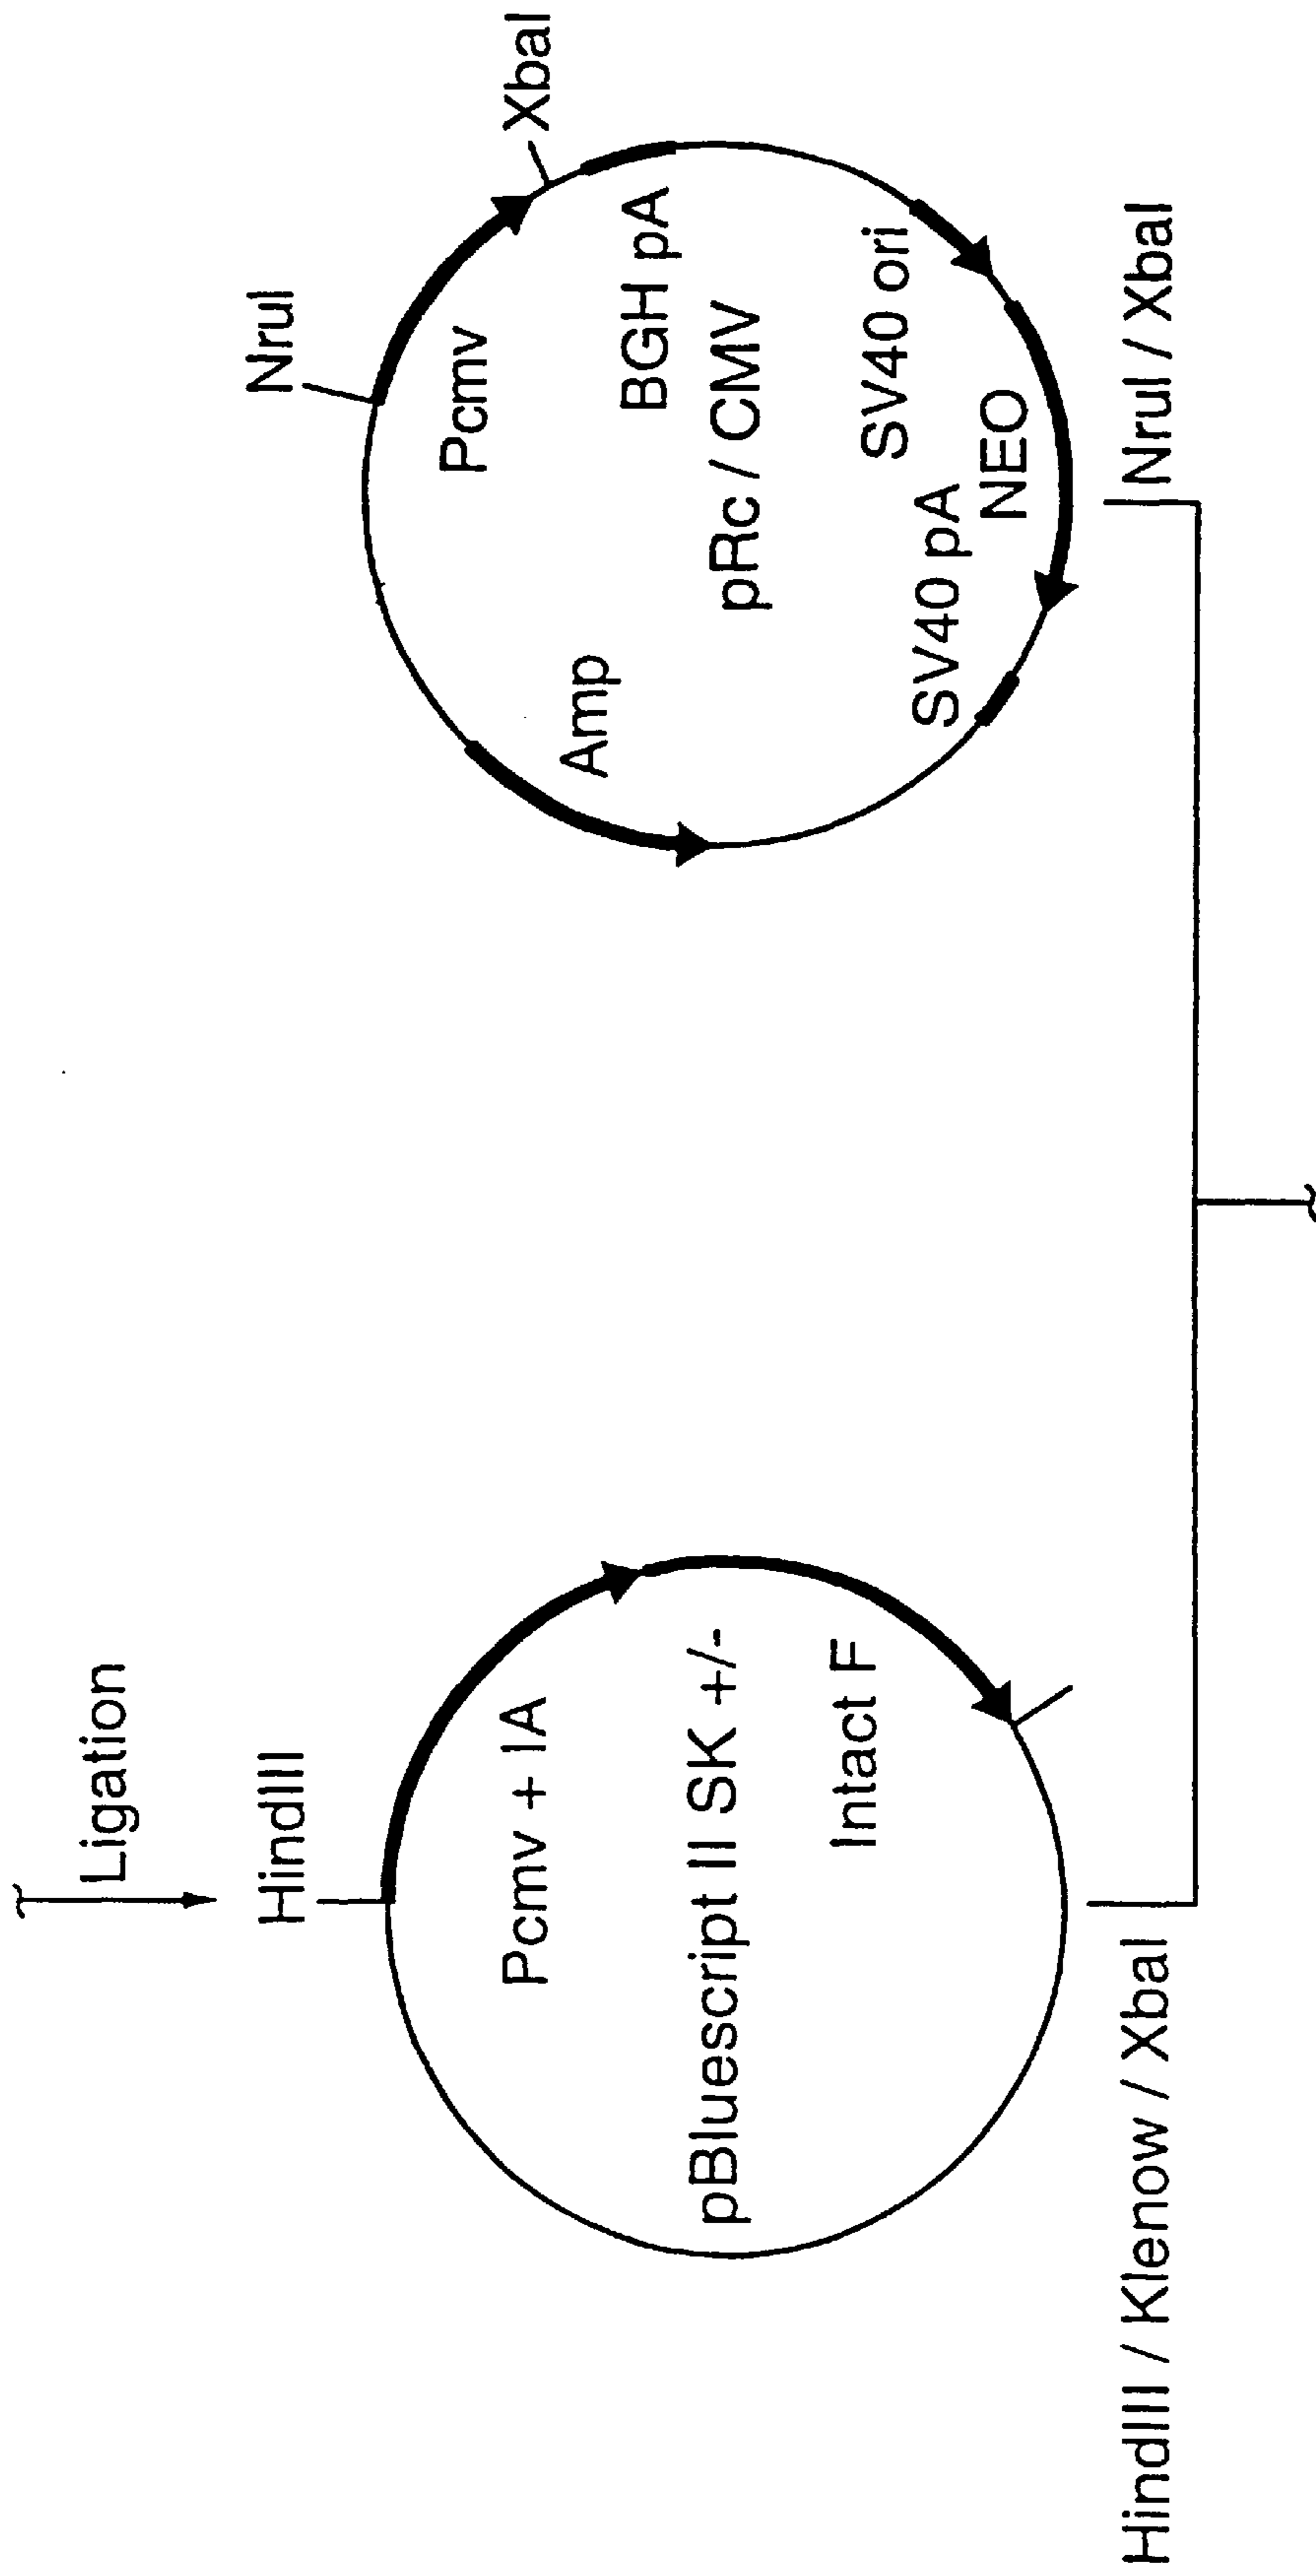 Ligation
HindIII
Pcmv + IA
pBluescript II SK +/-
Intact F
HindIII / Klenow / XbaI
NruI
XbaI
Pcmv
Amp
BGH pA
pRc / CMV
SV40 ori
SV40 pA
NEO
NruI / XbaI